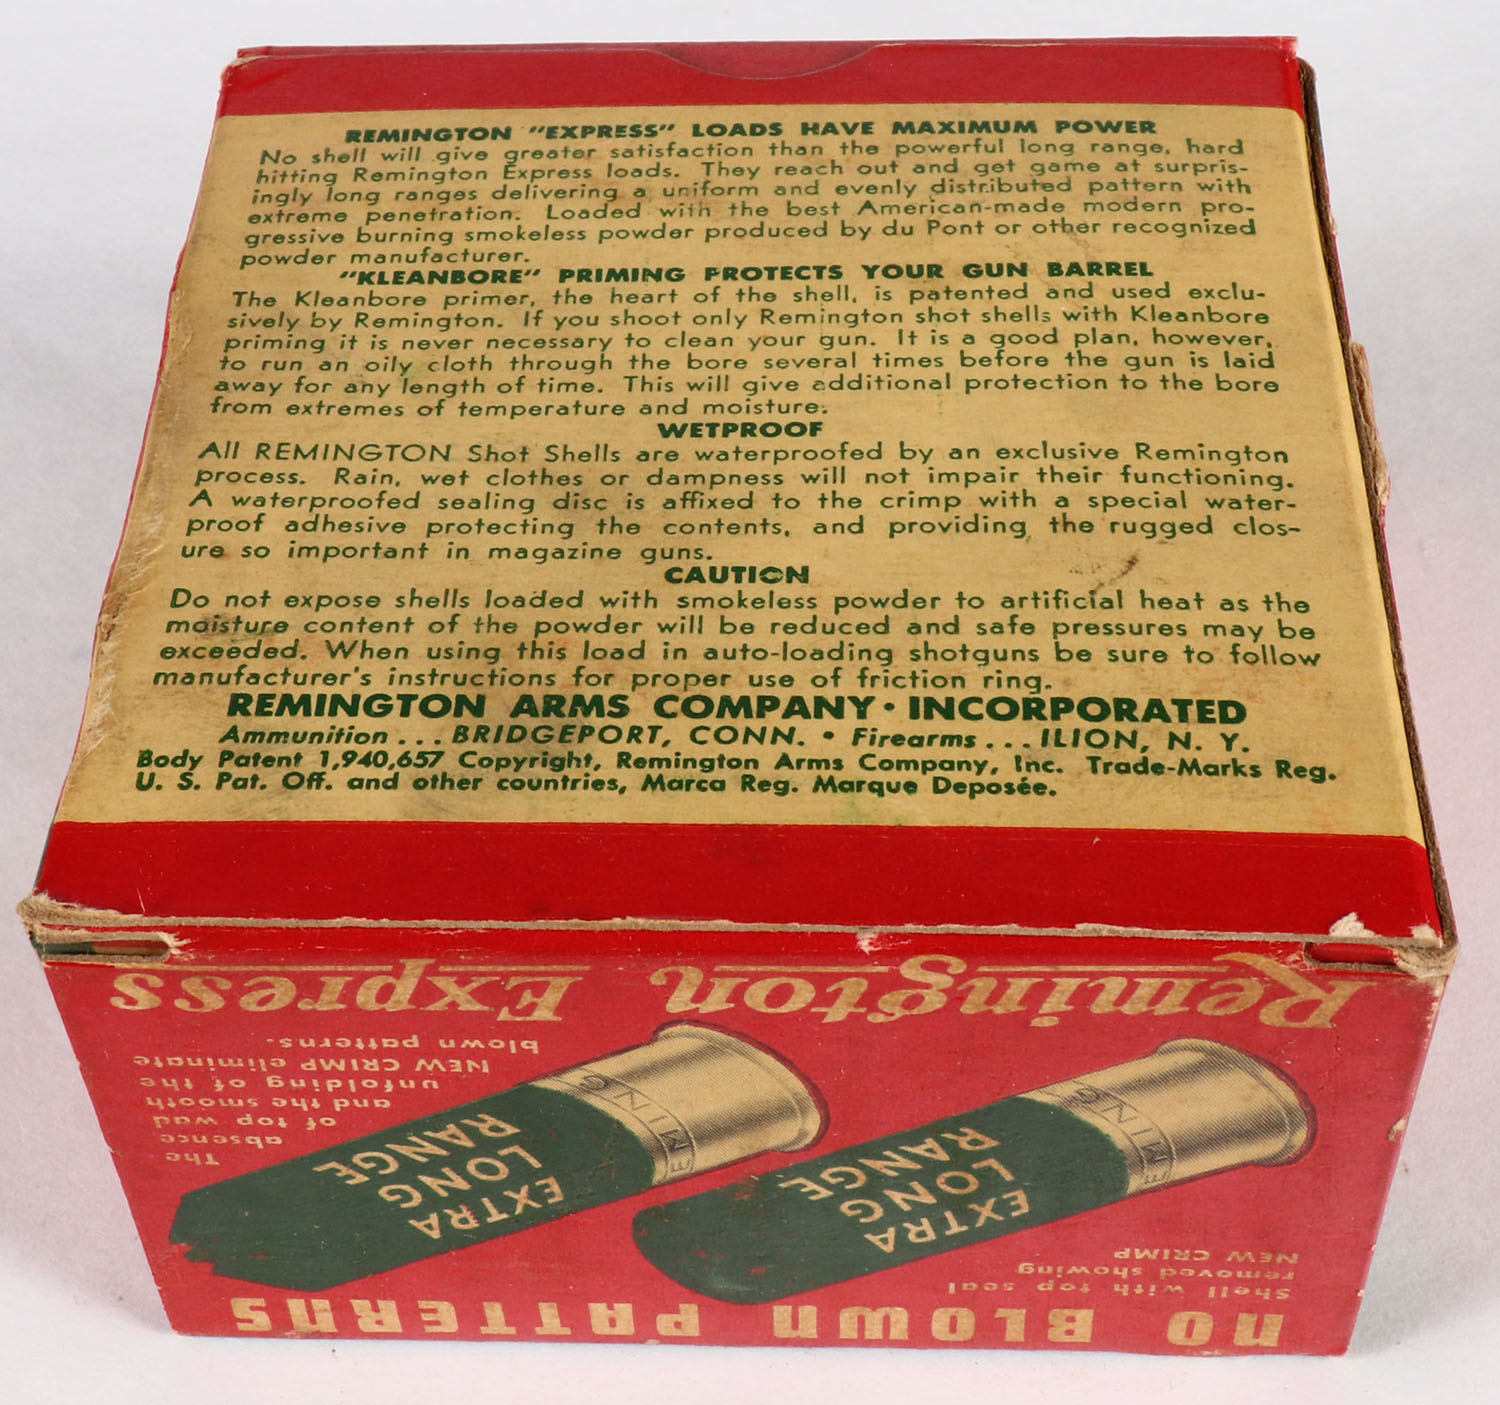 REMINGTON "EXPRESS" LOADS HAVE MAXIMUM POWER
No shell will give greater satisfaction than the powerful long range, hard
hitting Remington Express loads. They reach out and get game at surpris-
ingly long ranges delivering a uniform and evenly distributed pattern with
extreme penetration. Loaded with the best American-made modern pro-
gressive burning smokeless powder produced by du Pont or other recognized
powder manufacturer.
"KLEANBORE" PRIMING PROTECTS YOUR GUN BARREL
The Kleanbore primer, the heart of the shell, is patented and used exclu-
sively by Remington. If you shoot only Remington shot shells with Kleanbore
priming it is never necessary to clean your gun. It is a good plan, however,
to run an oily cloth through the bore several times before the gun is laid
away for any length of time. This will give additional protection to the bore
from extremes of temperature and moisture.
WETPROOF
All REMINGTON Shot Shells are waterproofed by an exclusive Remington
process. Rain, wet clothes or dampness will not impair their functioning.
A waterproofed sealing disc is affixed to the crimp with a special water-
proof adhesive protecting the contents, and providing the rugged clos-
ure so important in magazine guns.
CAUTION
Do not expose shells loaded with smokeless powder to artificial heat as the
moisture content of the powder will be reduced and safe pressures may be
exceeded. When using this load in auto-loading shotguns be sure to follow
manufacturer's instructions for proper use of friction ring.
REMINGTON ARMS COMPANY • INCORPORATED
Ammunition . . . BRIDGEPORT, CONN. • Firearms . . . ILION, N. Y.
Body Patent 1,940,657 Copyright, Remington Arms Company, Inc. Trade-Marks Reg.
U. S. Pat. Off. and other countries, Marca Reg. Marque Deposée.
NO BLOWN PATTERNS
Shell with top seal
removed showing
NEW CRIMP
EXTRA
LONG
RANGE
EMING
EXTRA
LONG
RANGE
EMING
The
absence
of top wad
and the smooth
unfolding of the
NEW CRIMP eliminate
blown patterns.
Remington Express